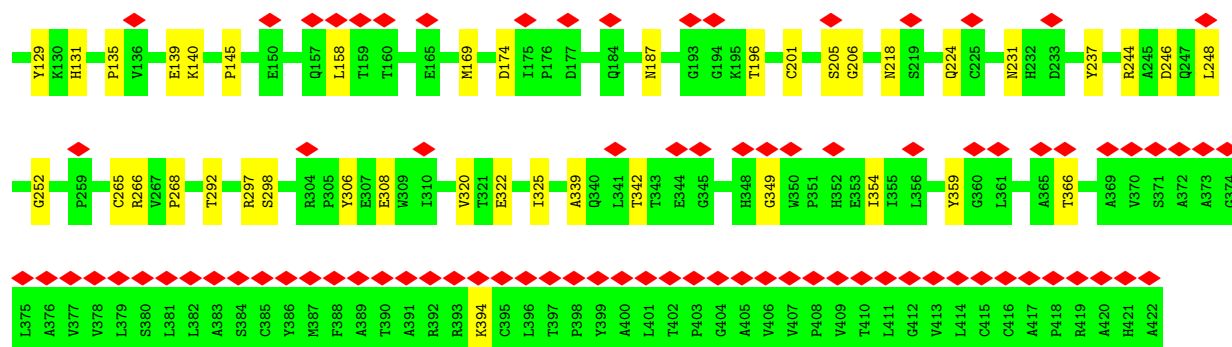 Y129 K130 H131 P135 V136 E139 K140 P145 E150 Q157 L158 T159 T160 E165 M169 D174 I175 P176 D177 Q184 N187 G193 G194 K195 T196 C201 S205 G206 N218 S219 Q224 C225 N231 H232 D233 Y237 R244 A245 D246 Q247 L248
G252 P259 C265 R266 V267 P268 T292 R297 S298 R304 P305 Y306 E307 E308 W309 I310 V320 T321 E322 I325 A339 Q340 L341 T342 T343 E344 G345 H348 G349 W350 P351 H352 E353 I354 I355 L356 Y359 G360 L361 A365 T366 A369 V370 S371 A372 A373 G374
L375 A376 V377 V378 L379 S380 L381 L382 A383 S384 C385 Y386 M387 F388 A389 T390 A391 R392 R393 K394 C395 L396 T397 P398 Y399 A400 L401 T402 P403 G404 A405 V406 V407 P408 V409 T410 L411 G412 V413 L414 C415 C416 A417 P418 R419 A420 H421 A422